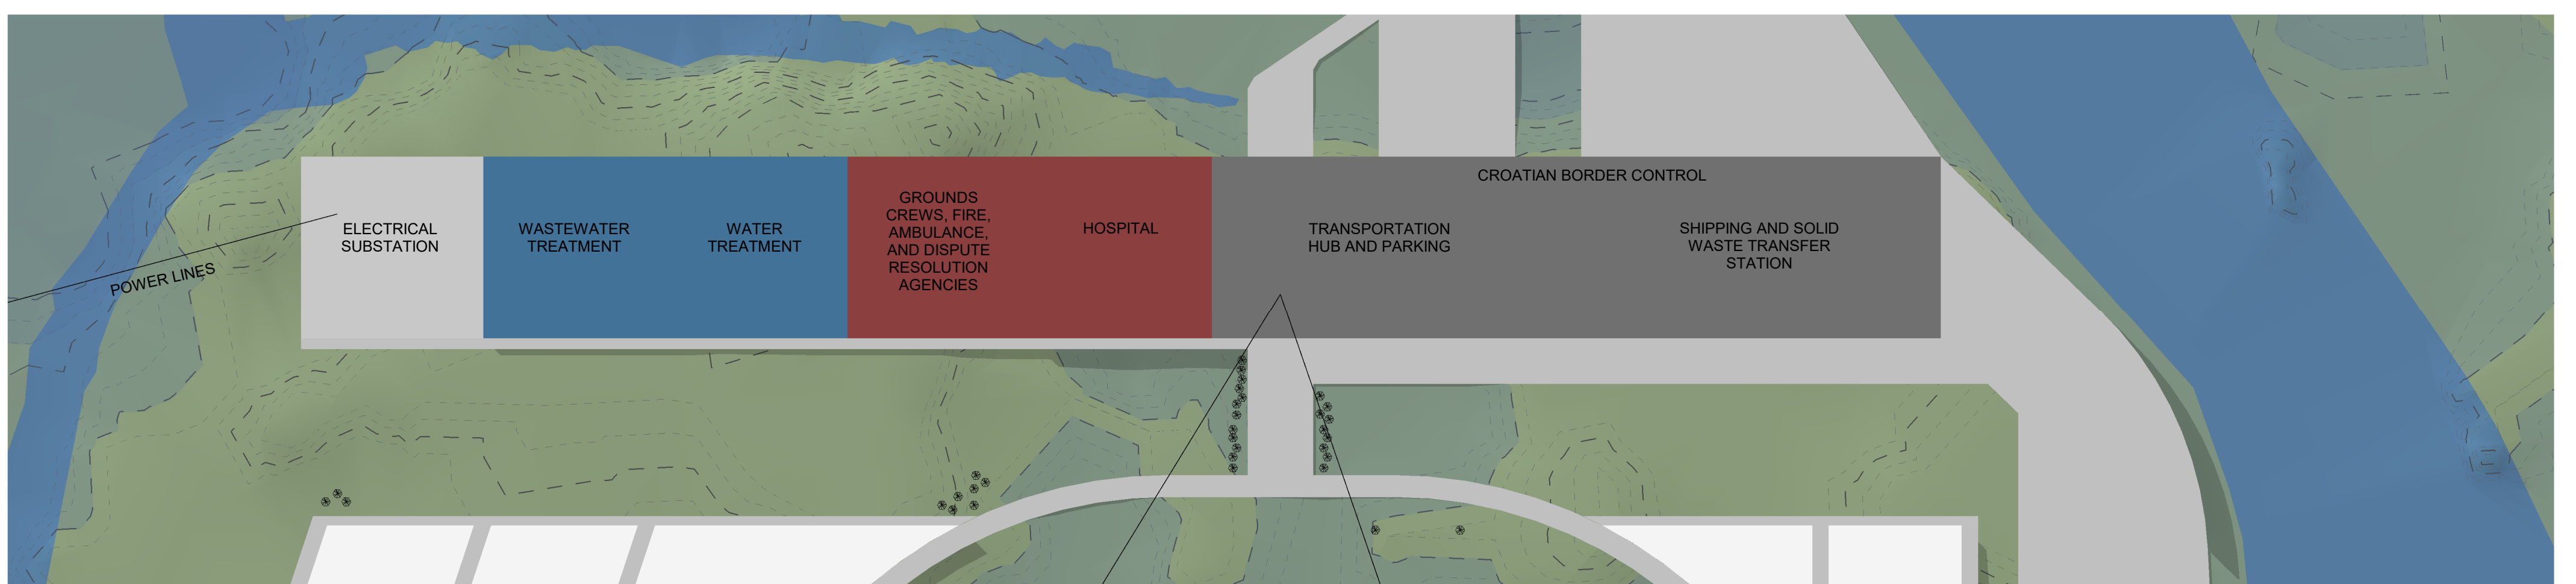 CROATIAN BORDER CONTROL
ELECTRICAL
SUBSTATION
WASTEWATER
TREATMENT
WATER
TREATMENT
GROUNDS
CREWS, FIRE,
AMBULANCE,
AND DISPUTE
RESOLUTION
AGENCIES
HOSPITAL
TRANSPORTATION
HUB AND PARKING
SHIPPING AND SOLID
WASTE TRANSFER
STATION
POWER LINES